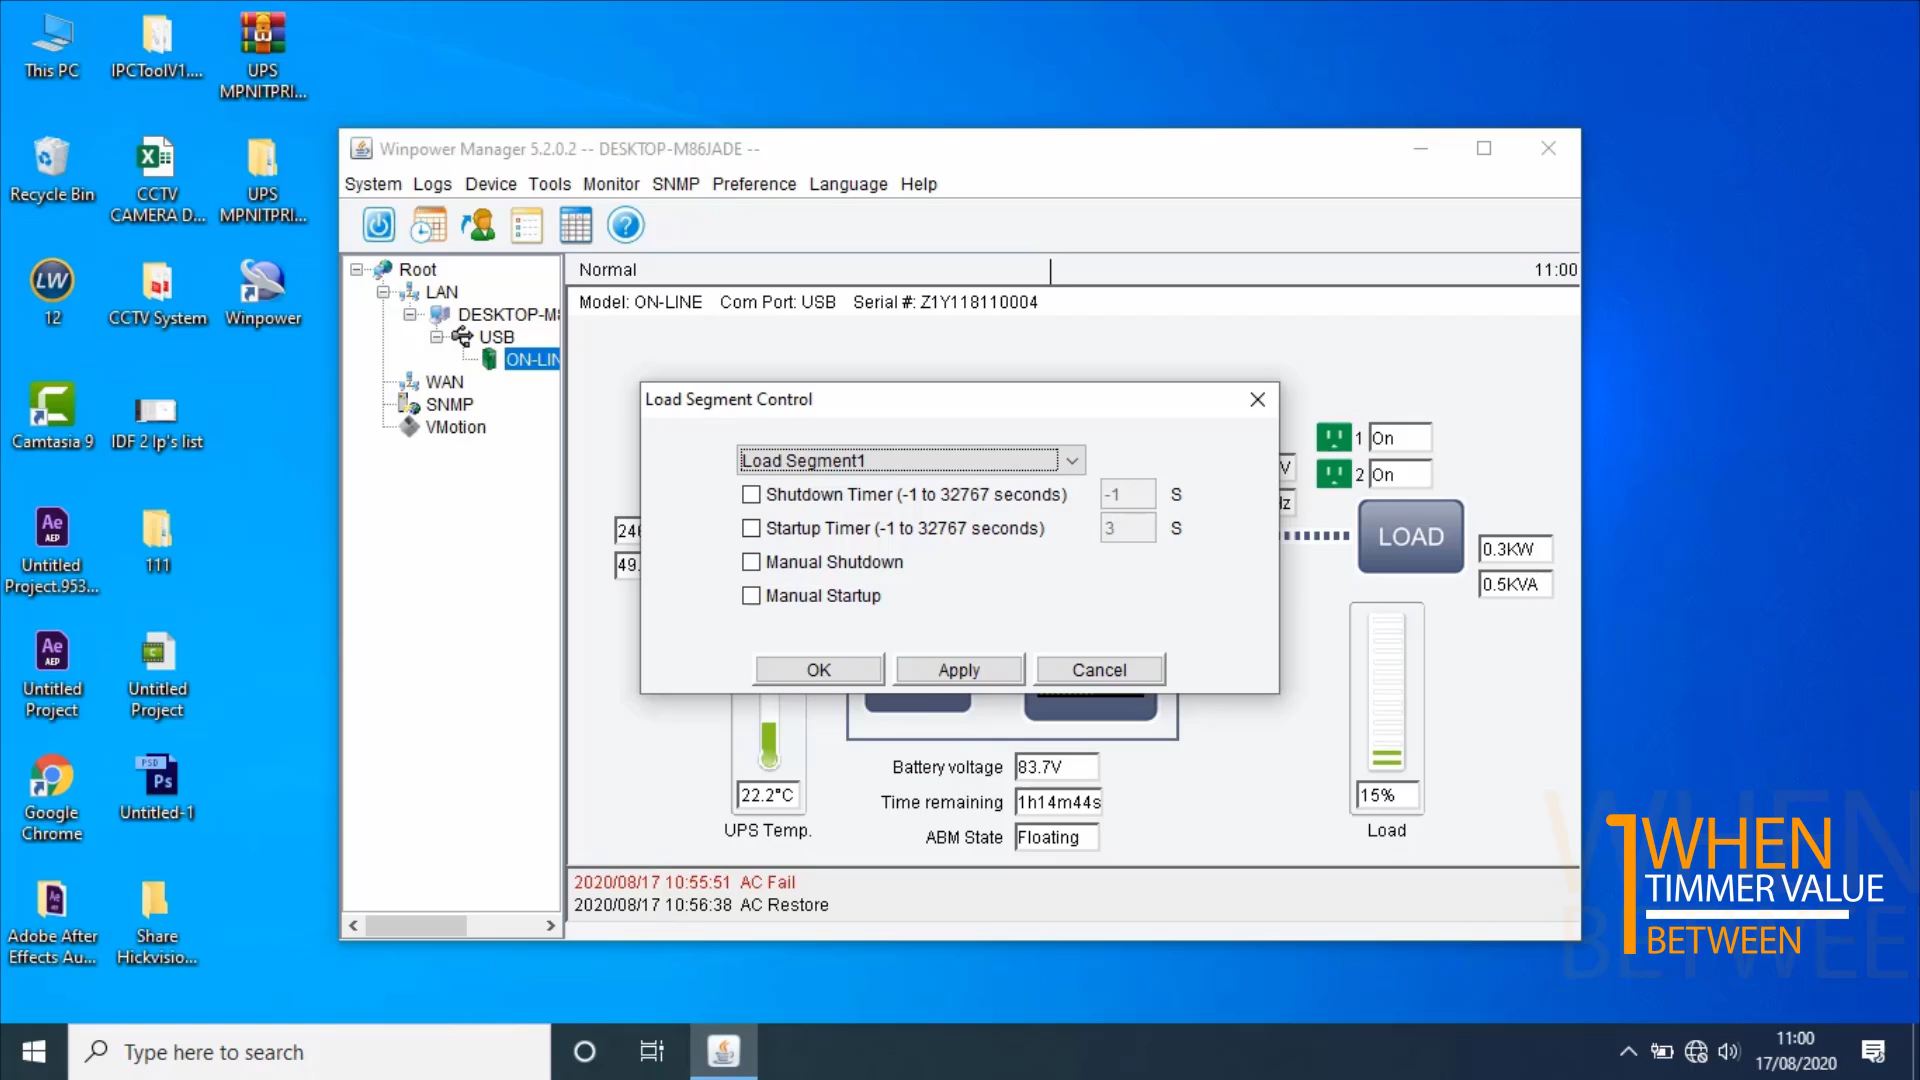 This PC
IPCToolV1....
UPS
MPNITPRI...
Recycle Bin
CCTV
CAMERA D...
UPS
MPNITPRI...
12
CCTV System
Winpower
Camtasia 9
IDF 2 Ip's list
Untitled
Project.953...
111
Untitled
Project
Untitled
Project
Google
Chrome
Untitled-1
Adobe After
Effects Au...
Share
Hickvisio...
Winpower Manager 5.2.0.2 -- DESKTOP-M86JADE --
System Logs Device Tools Monitor SNMP Preference Language Help
Root
LAN
DESKTOP-M8
USB
ON-LIN
WAN
SNMP
VMotion
Normal
11:00
Model: ON-LINE Com Port: USB Serial #: Z1Y118110004
Load Segment Control
Load Segment1
Shutdown Timer (-1 to 32767 seconds) -1 S
Startup Timer (-1 to 32767 seconds) 3 S
Manual Shutdown
Manual Startup
OK Apply Cancel
1 On
2 On
LOAD
0.3KW
0.5KVA
Battery voltage 83.7V
Time remaining 1h14m44s
ABM State Floating
22.2°C
UPS Temp.
15%
Load
2020/08/17 10:55:51 AC Fail
2020/08/17 10:56:38 AC Restore
1
WHEN
TIMMER VALUE
BETWEEN
Type here to search
11:00
17/08/2020